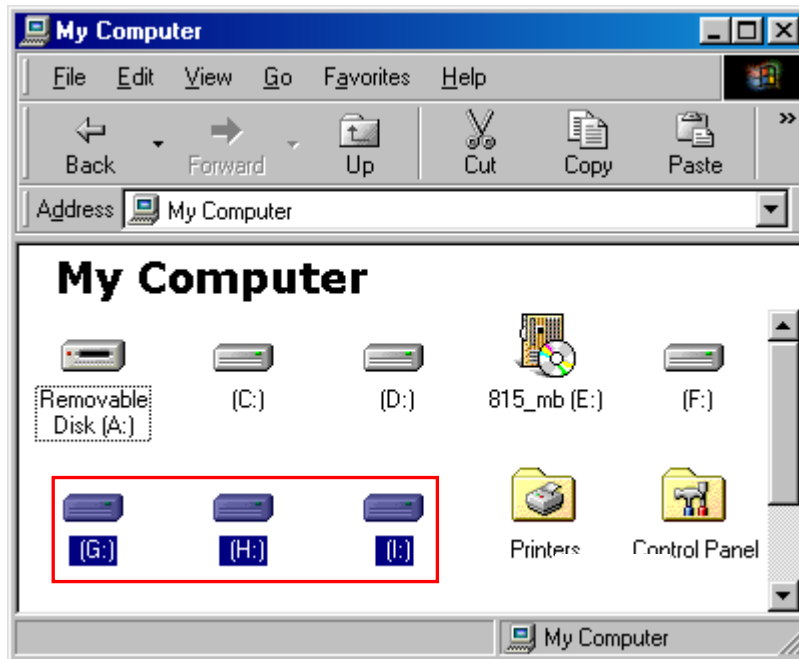 My Computer
File Edit View Go Favorites Help
Back Forward Up Cut Copy Paste »
Address My Computer
My Computer
Removable Disk (A:) (C:) (D:) 815_mb (E:) (F:)
(G:) (H:) (I:) Printers Control Panel
My Computer